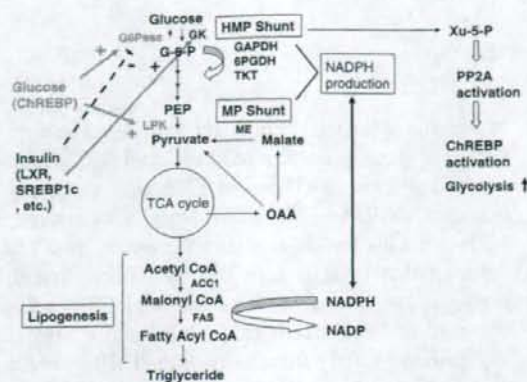 Glucose
HMP Shunt
Xu-5-P
G6Pase
GK
G-6-P
GAPDH
6PGDH
TKT
NADPH
production
PP2A
activation
Glucose
(ChREBP)
PEP
MP Shunt
LPK
ME
Pyruvate
Malate
ChREBP
activation
Glycolysis
Insulin
(LXR,
SREBP1c
, etc.)
TCA cycle
OAA
Acetyl CoA
ACC1
Malonyl CoA
NADPH
Lipogenesis
FAS
Fatty Acyl CoA
NADP
Triglyceride